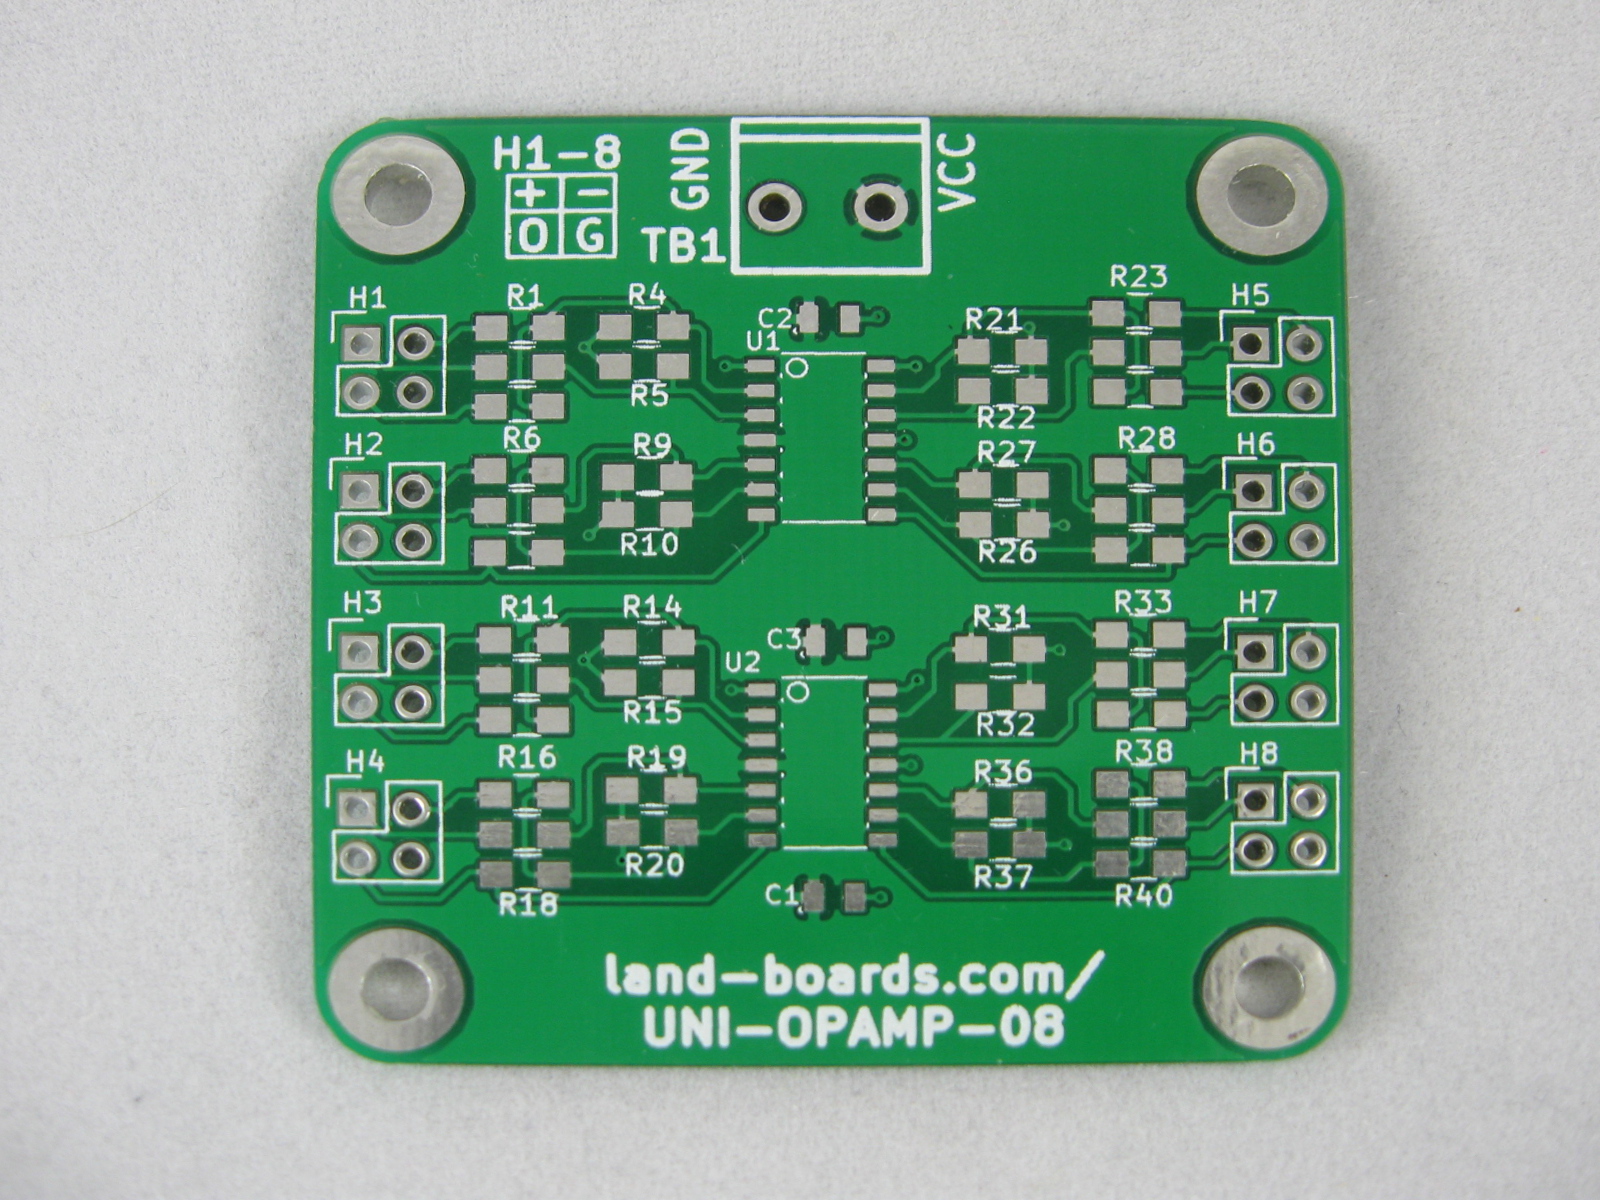 H1-8
+ -
O G
GND
VCC
TB1
H1
R1
R4
R5
C2
U1
R21
R22
R23
H5
H2
R6
R9
R10
R27
R26
R28
H6
H3
R11
R14
R15
C3
U2
R31
R32
R33
H7
H4
R16
R18
R19
R20
C1
R36
R37
R38
R40
H8
land-boards.com/
UNI-OPAMP-08